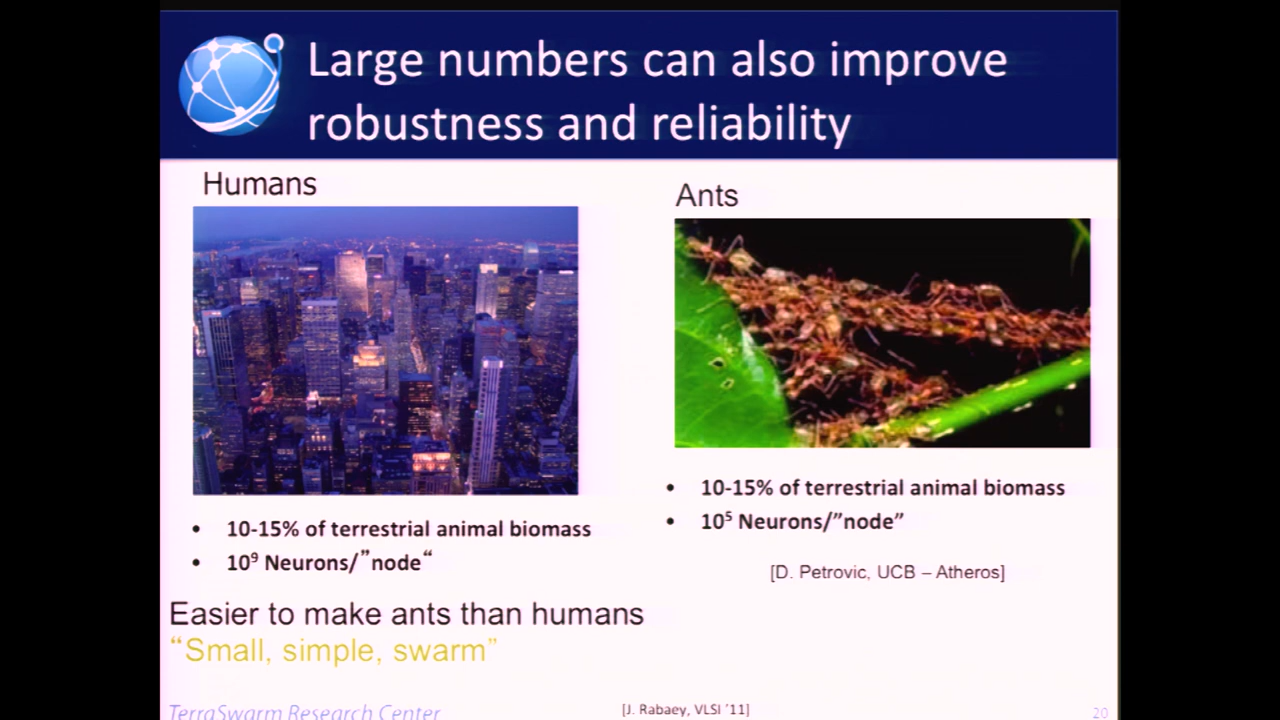 Large numbers can also improve
robustness and reliability
Humans
Ants
10-15% of terrestrial animal biomass
10⁹ Neurons/”node“
10-15% of terrestrial animal biomass
10⁵ Neurons/”node”
[D. Petrovic, UCB – Atheros]
Easier to make ants than humans
“Small, simple, swarm”
TerraSwarm Research Center
[J. Rabaey, VLSI ’11]
20